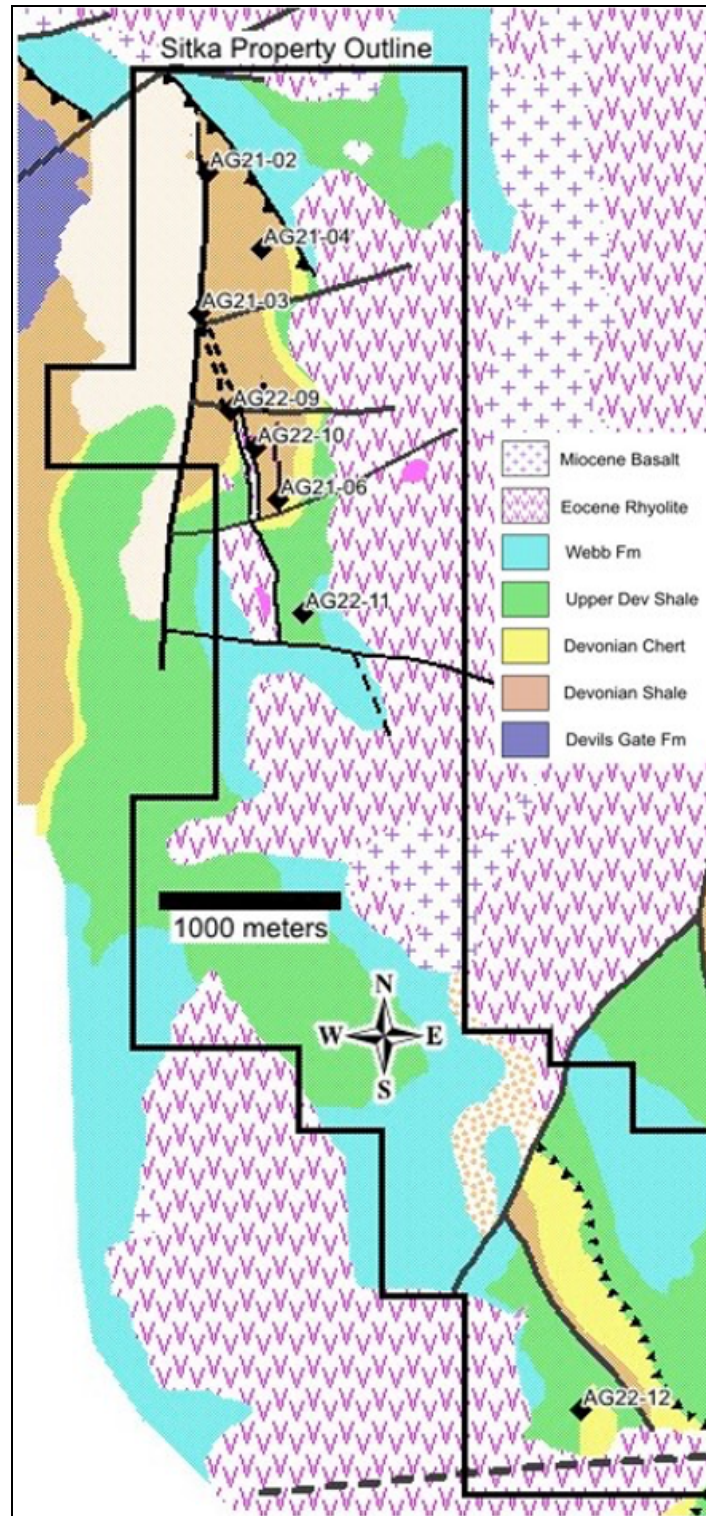 Sitka Property Outline
AG21-02
AG21-04
AG21-03
AG22-09
AG22-10
AG21-06
AG22-11
Miocene Basalt
Eocene Rhyolite
Webb Fm
Upper Dev Shale
Devonian Chert
Devonian Shale
Devils Gate Fm
1000 meters
N
W E
S
AG22-12